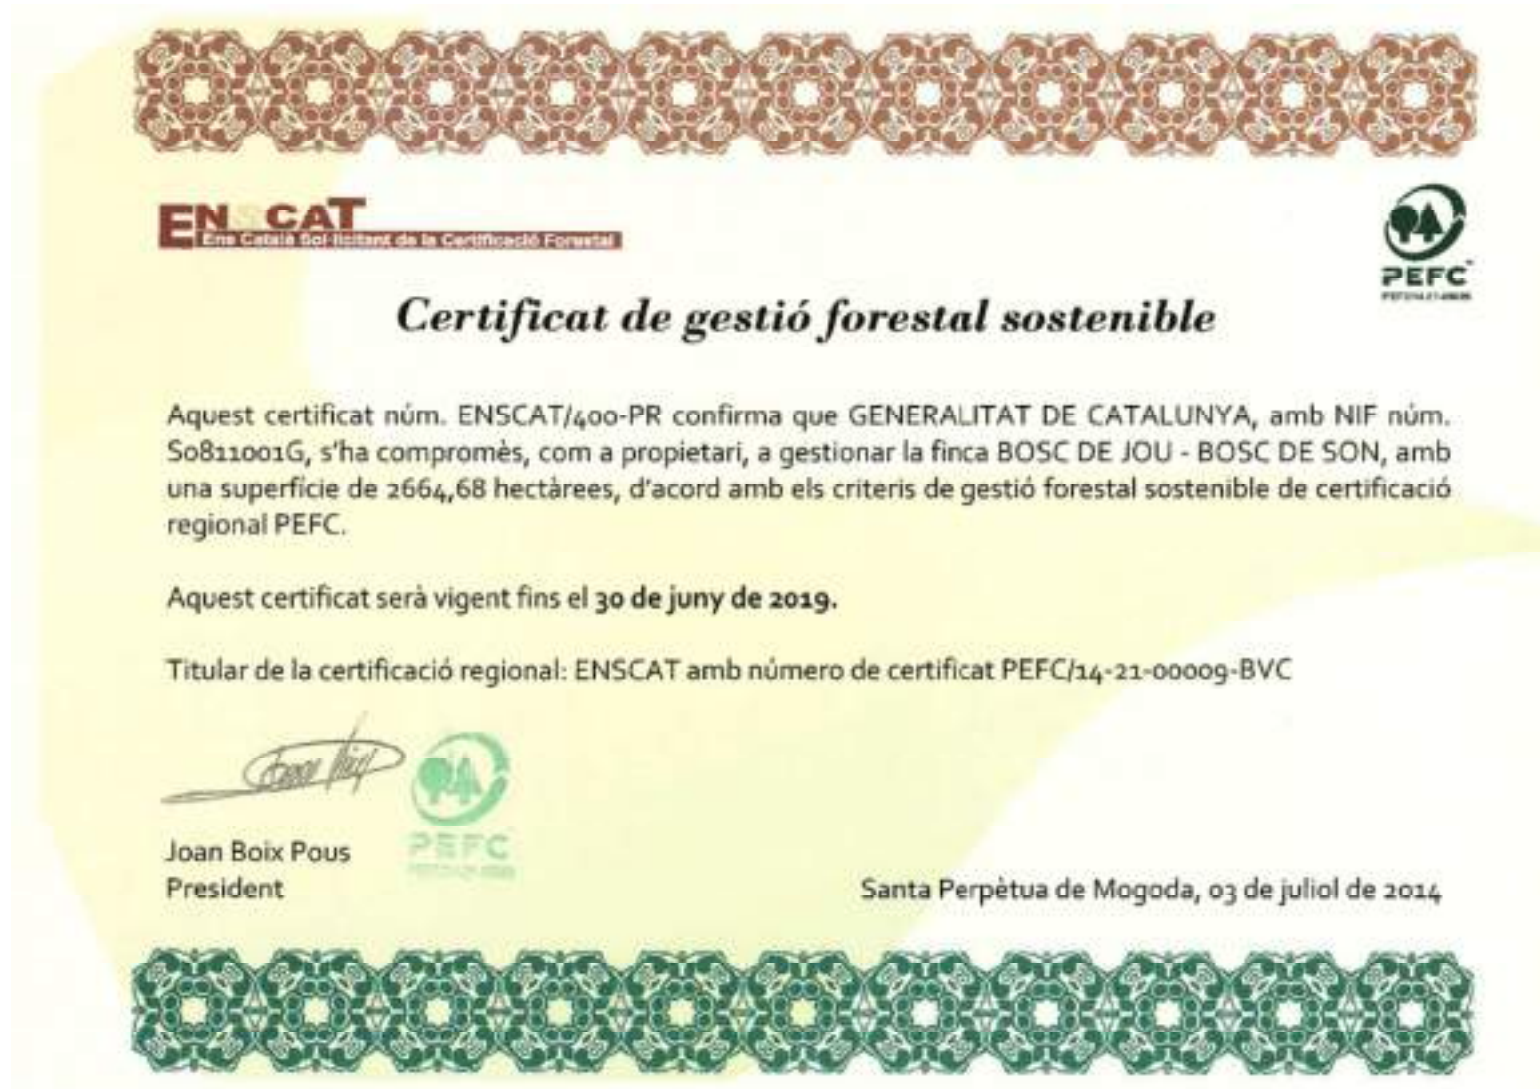 ENSCAT
Ens Català Sol·licitant de la Certificació Forestal
PEFC
Certificat de gestió forestal sostenible
Aquest certificat núm. ENSCAT/400-PR confirma que GENERALITAT DE CATALUNYA, amb NIF núm.
S0811001G, s'ha compromès, com a propietari, a gestionar la finca BOSC DE JOU - BOSC DE SON, amb
una superfície de 2664,68 hectàrees, d'acord amb els criteris de gestió forestal sostenible de certificació
regional PEFC.
Aquest certificat serà vigent fins el 30 de juny de 2019.
Titular de la certificació regional: ENSCAT amb número de certificat PEFC/14-21-00009-BVC
PEFC
Joan Boix Pous
President
Santa Perpètua de Mogoda, 03 de juliol de 2014